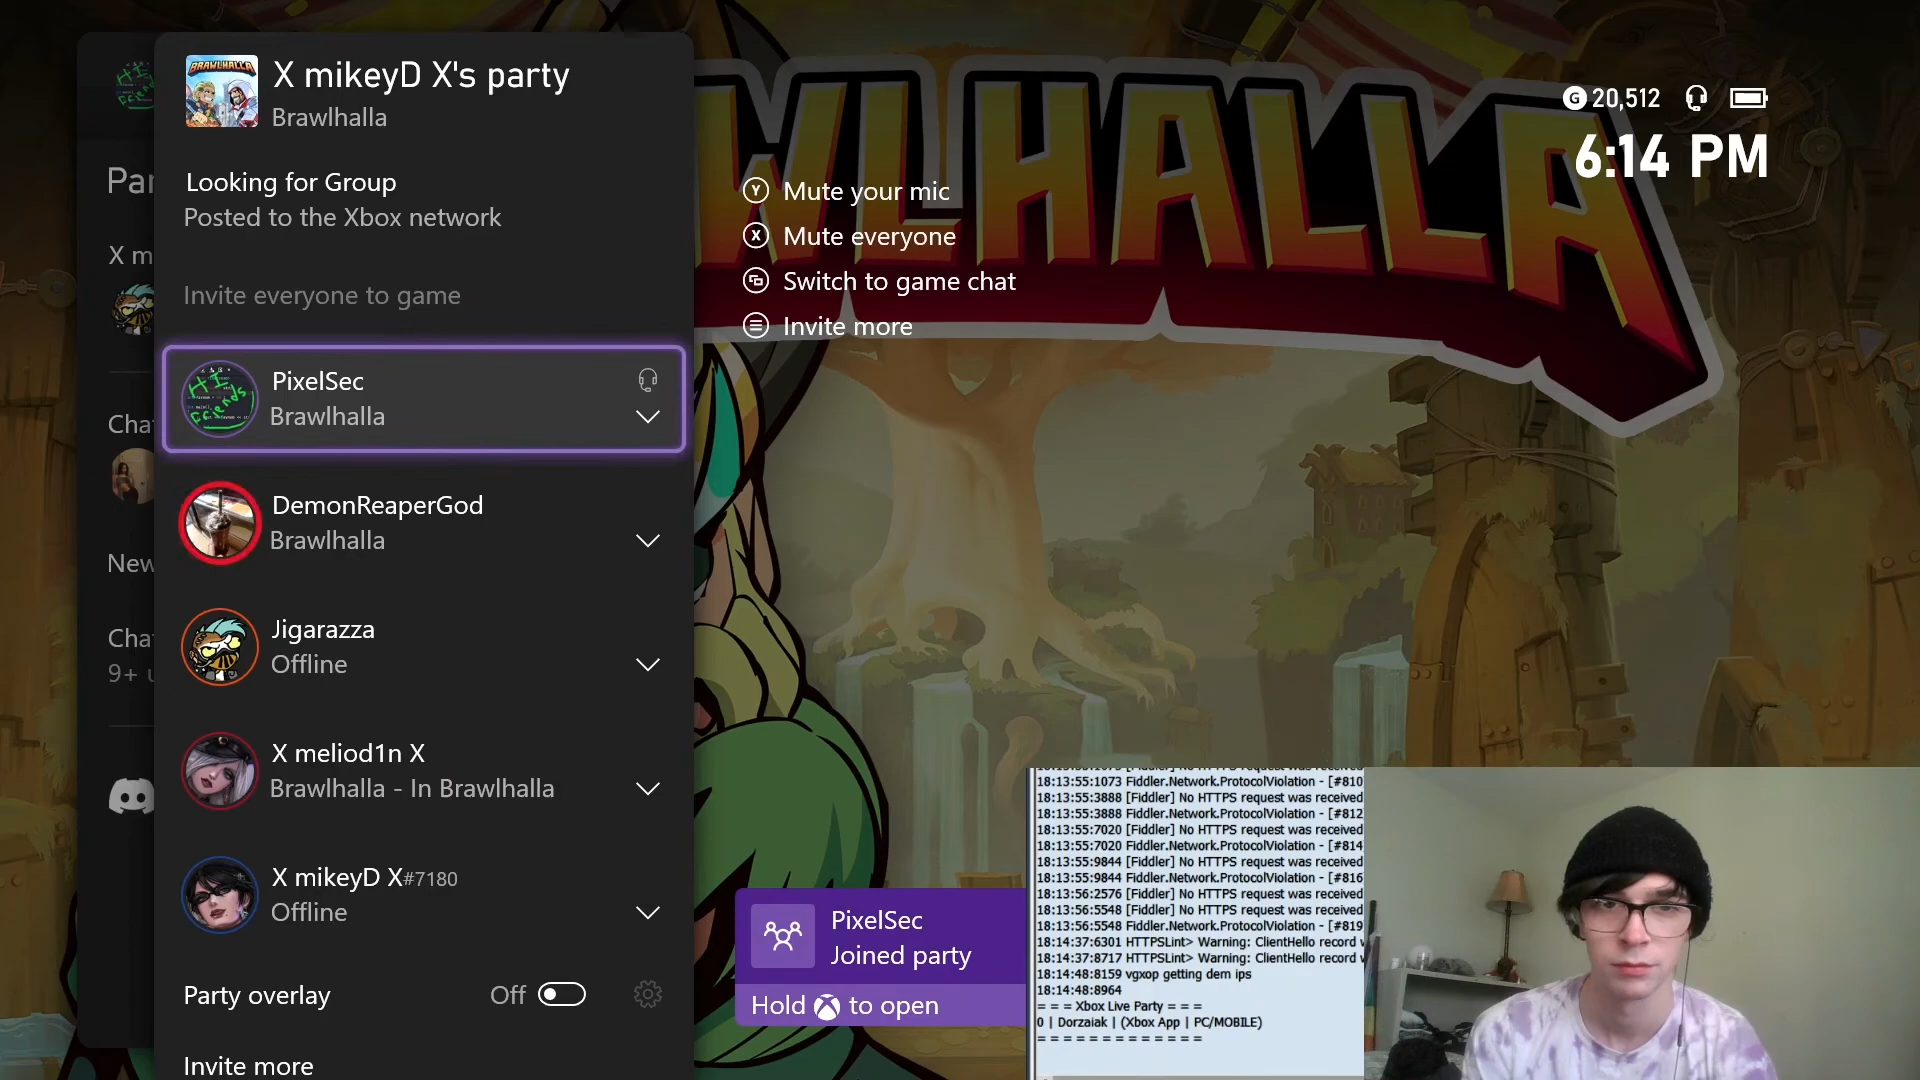 BRAWLHALLA
X mikeyD X's party
Brawlhalla
Looking for Group
Posted to the Xbox network
Invite everyone to game
PixelSec
Brawlhalla
DemonReaperGod
Brawlhalla
Jigarazza
Offline
X meliod1n X
Brawlhalla - In Brawlhalla
X mikeyD X#7180
Offline
Party overlay
Off
Invite more
Par
X m
Cha
New
Cha
9+ u
HI
Friends
WLHALLA
Y Mute your mic
X Mute everyone
Switch to game chat
Invite more
G 20,512
6:14 PM
PixelSec
Joined party
Hold to open
18:13:55:1073 Fiddler.Network.ProtocolViolation - [#810
18:13:55:3888 [Fiddler] No HTTPS request was received
18:13:55:3888 Fiddler.Network.ProtocolViolation - [#812
18:13:55:7020 [Fiddler] No HTTPS request was received
18:13:55:7020 Fiddler.Network.ProtocolViolation - [#814
18:13:55:9844 [Fiddler] No HTTPS request was received
18:13:55:9844 Fiddler.Network.ProtocolViolation - [#816
18:13:56:2576 [Fiddler] No HTTPS request was received
18:13:56:5548 [Fiddler] No HTTPS request was received
18:13:56:5548 Fiddler.Network.ProtocolViolation - [#819
18:14:37:6301 HTTPSLint> Warning: ClientHello record w
18:14:37:8717 HTTPSLint> Warning: ClientHello record v
18:14:48:8159 vgxop getting dem ips
18:14:48:8964
= = = Xbox Live Party = = =
0 | Dorzaiak | (Xbox App | PC/MOBILE)
= = = = = = = = = = = = =